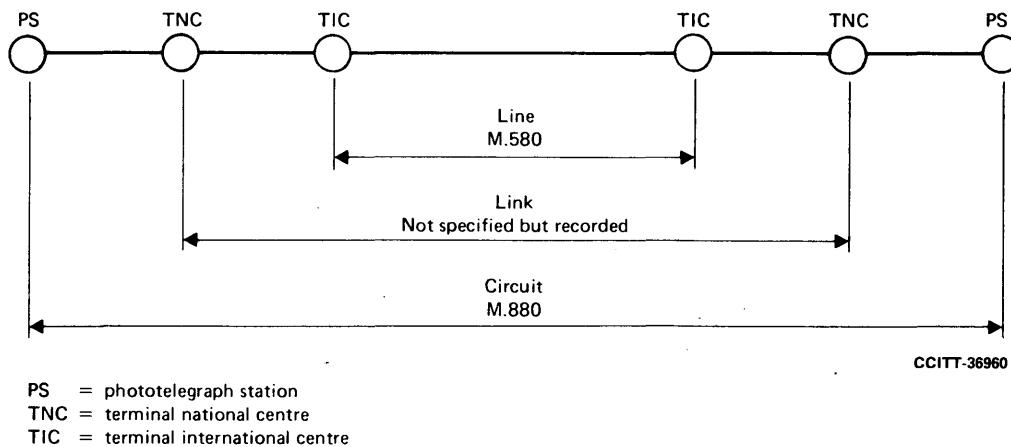 PS TNC TIC TIC TNC PS
Line
M.580
Link
Not specified but recorded
Circuit
M.880
CCITT-36960
PS = phototelegraph station
TNC = terminal national centre
TIC = terminal international centre